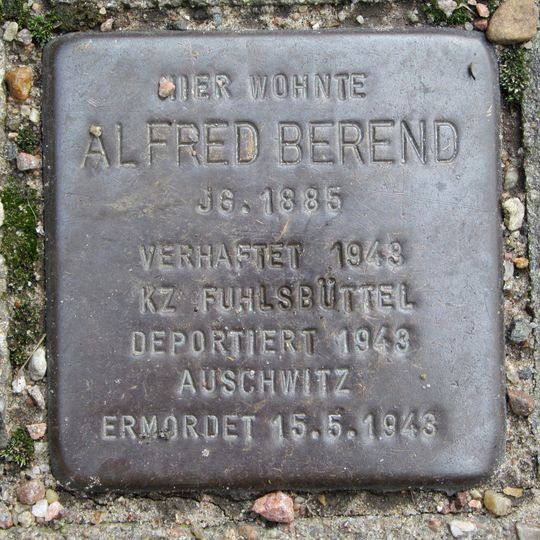 HIER WOHNTE
ALFRED BEREND
JG. 1885
VERHAFTET 1943
KZ FUHLSBÜTTEL
DEPORTIERT 1943
AUSCHWITZ
ERMORDET 15.5.1943